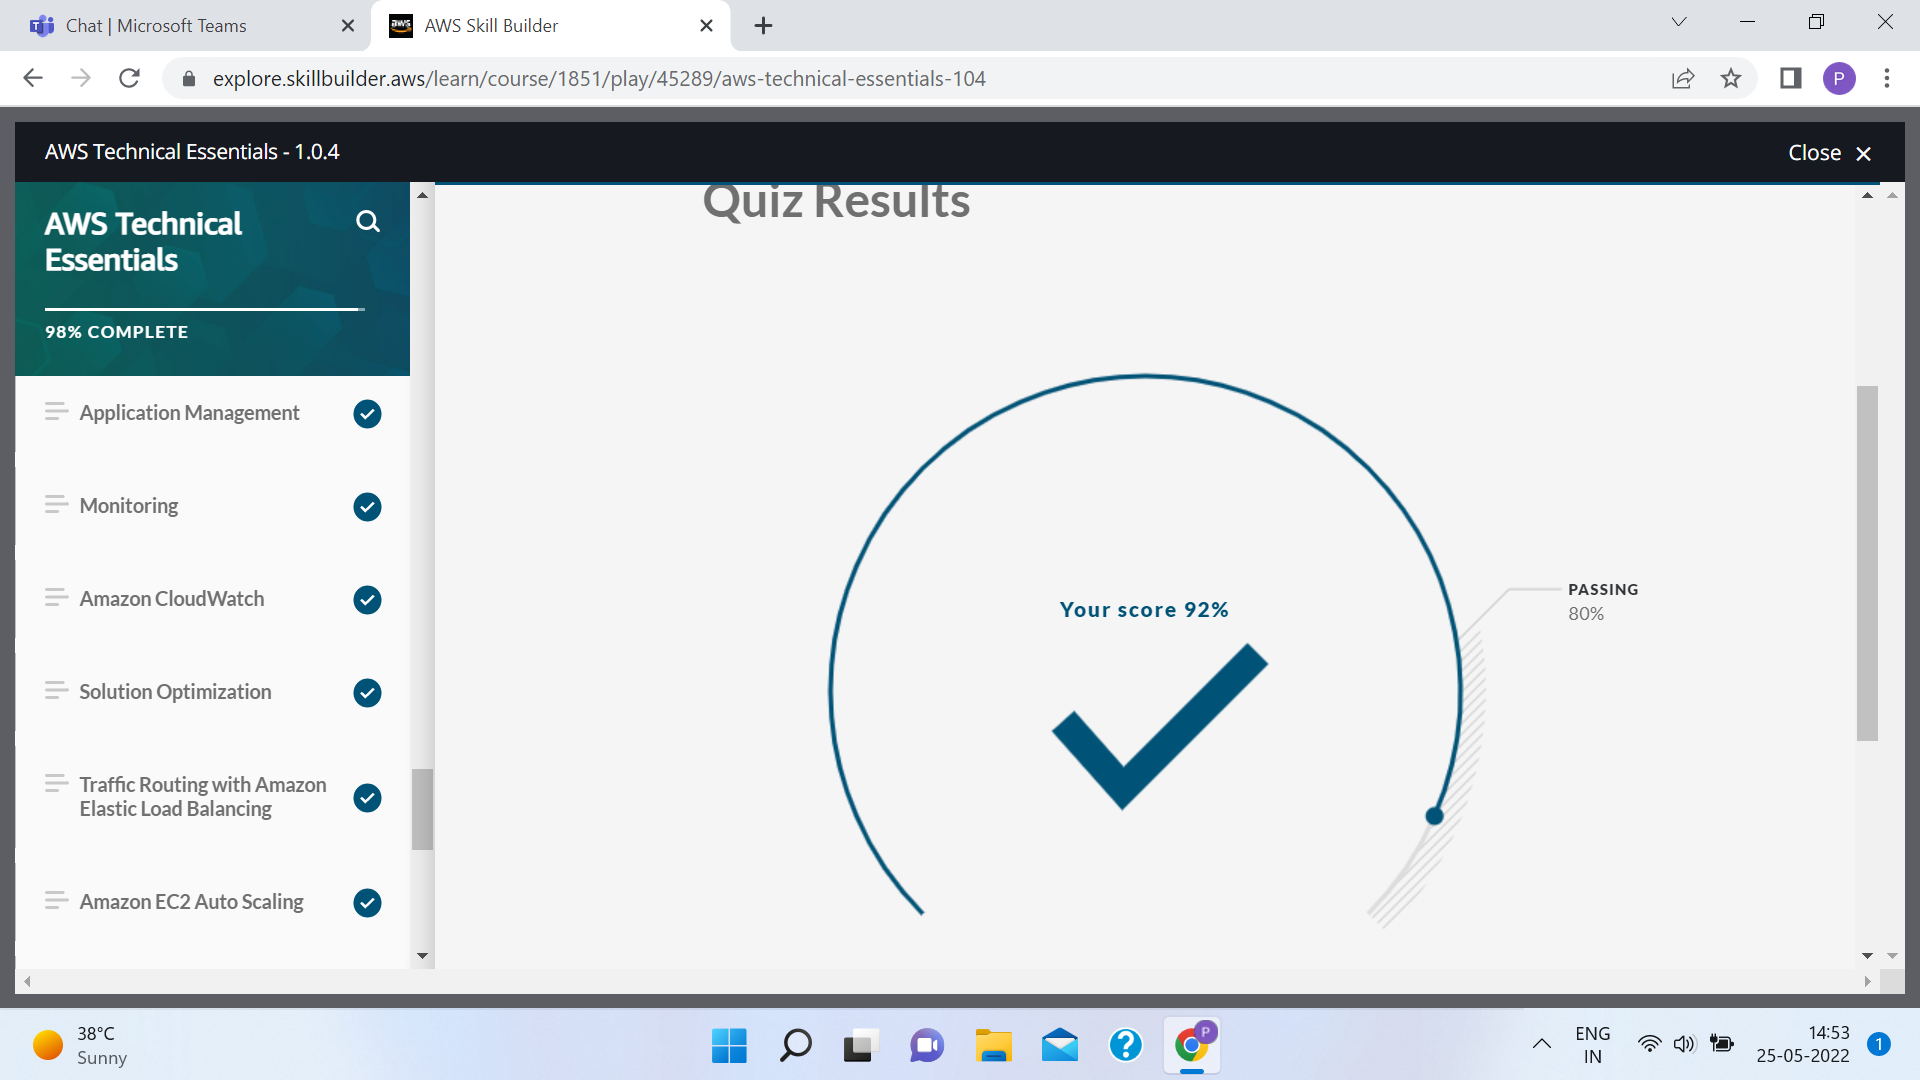 Chat | Microsoft Teams
aws
AWS Skill Builder
explore.skillbuilder.aws/learn/course/1851/play/45289/aws-technical-essentials-104
P
AWS Technical Essentials - 1.0.4
Close
AWS Technical
Essentials
98% COMPLETE
Application Management
Monitoring
Amazon CloudWatch
Solution Optimization
Traffic Routing with Amazon
Elastic Load Balancing
Amazon EC2 Auto Scaling
Quiz Results
Your score 92%
PASSING
80%
38°C
Sunny
P
ENG
IN
14:53
25-05-2022
1